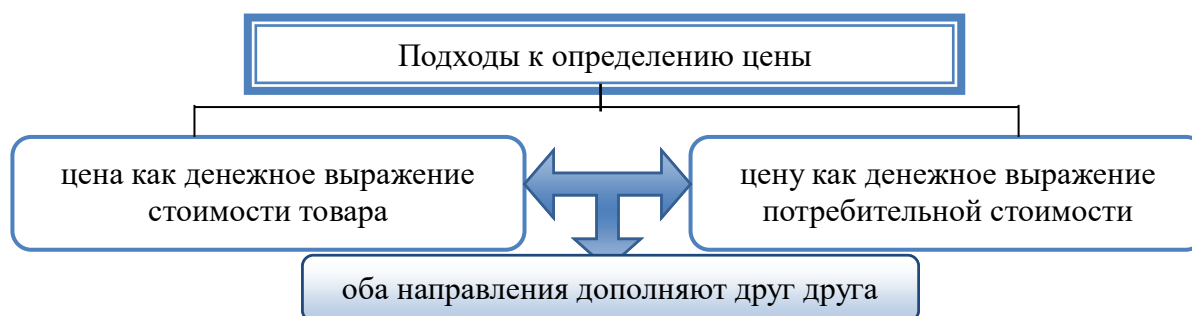 Подходы к определению цены
цена как денежное выражение
стоимости товара
цену как денежное выражение
потребительной стоимости
оба направления дополняют друг друга